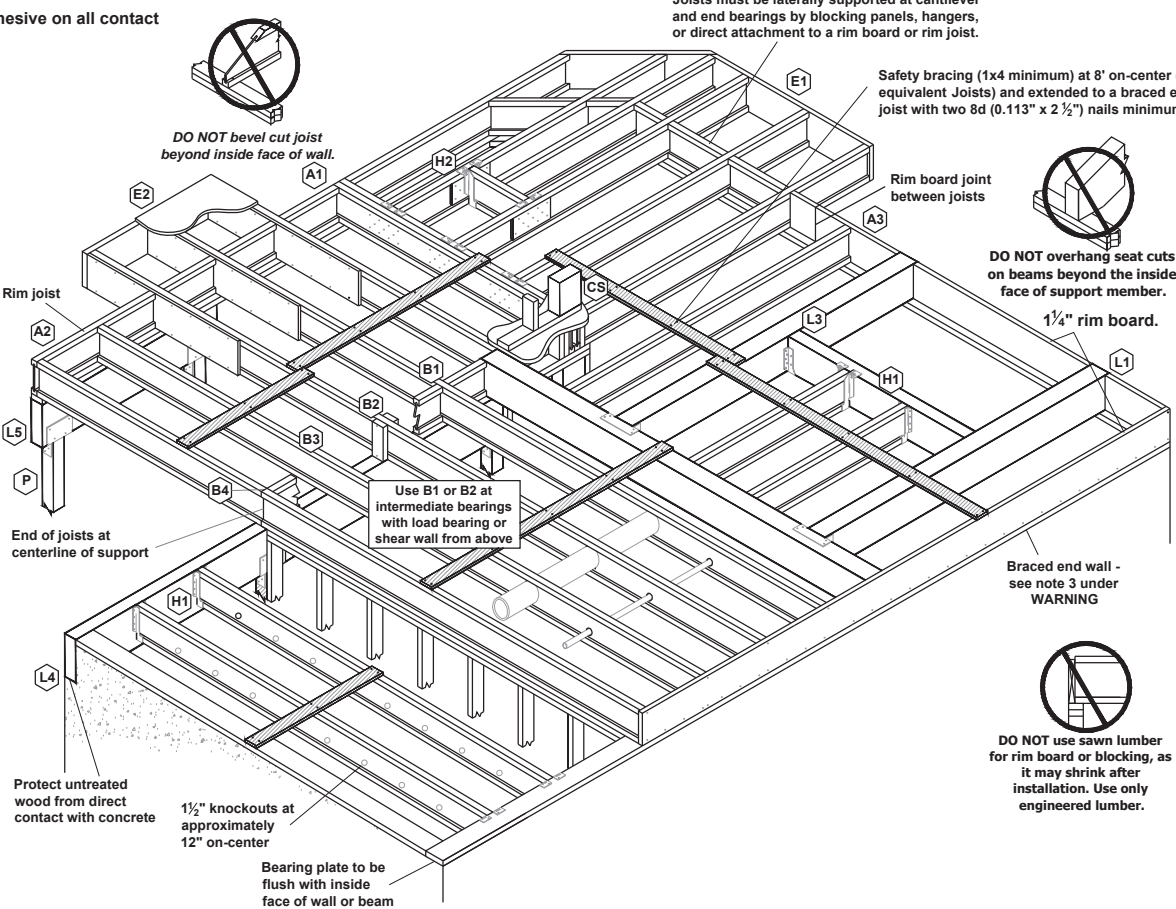 hesive on all contact
Joists must be laterally supported at cantilever
and end bearings by blocking panels, hangers,
or direct attachment to a rim board or rim joist.
Safety bracing (1x4 minimum) at 8' on-center
equivalent Joists) and extended to a braced e
joist with two 8d (0.113" x 2 ½") nails minimum
DO NOT bevel cut joist
beyond inside face of wall.
E1
H2
A1
E2
Rim board joint
between joists
A3
DO NOT overhang seat cuts
on beams beyond the inside
face of support member.
1¼" rim board.
Rim joist
A2
CS
L3
L1
B1
H1
B2
L5
B3
P
B4
Use B1 or B2 at
intermediate bearings
with load bearing or
shear wall from above
End of joists at
centerline of support
Braced end wall -
see note 3 under
WARNING
H1
L4
DO NOT use sawn lumber
for rim board or blocking, as
it may shrink after
installation. Use only
engineered lumber.
Protect untreated
wood from direct
contact with concrete
1½" knockouts at
approximately
12" on-center
Bearing plate to be
flush with inside
face of wall or beam